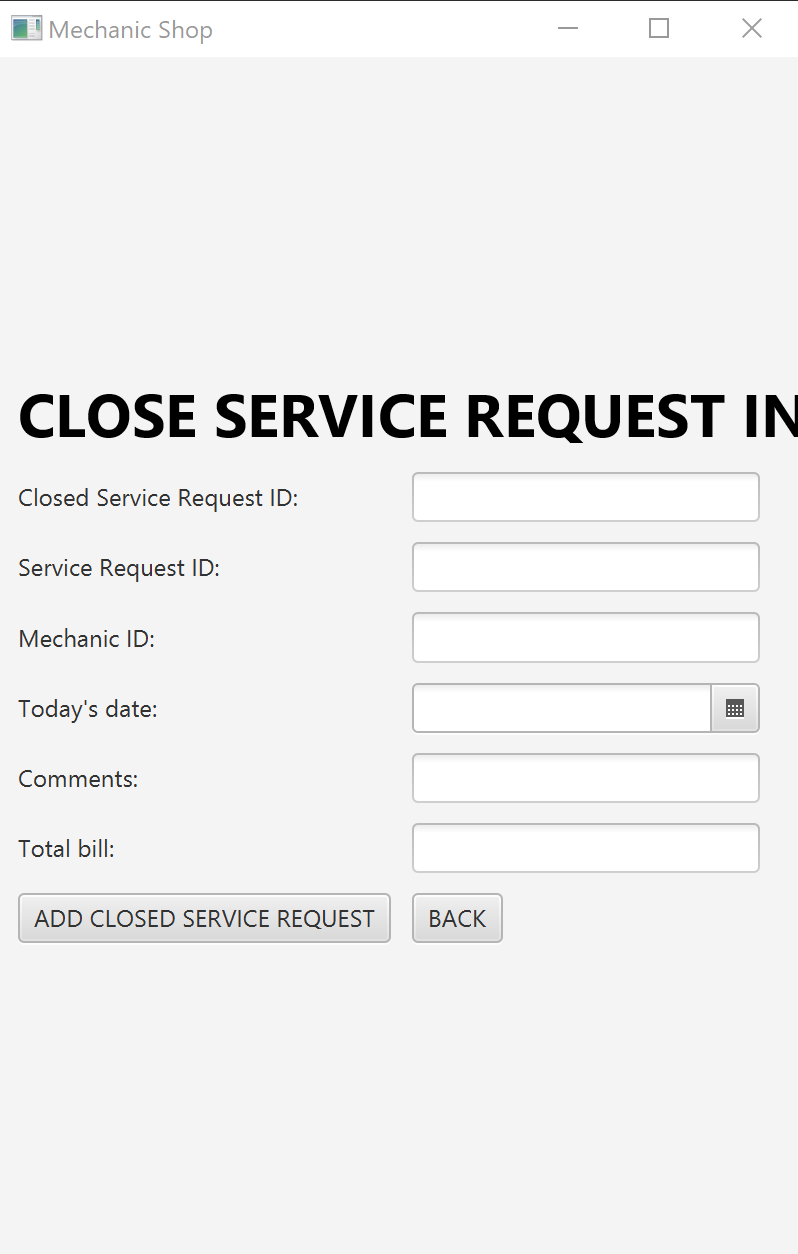 Mechanic Shop
CLOSE SERVICE REQUEST IN
Closed Service Request ID:
Service Request ID:
Mechanic ID:
Today's date:
Comments:
Total bill:
ADD CLOSED SERVICE REQUEST BACK